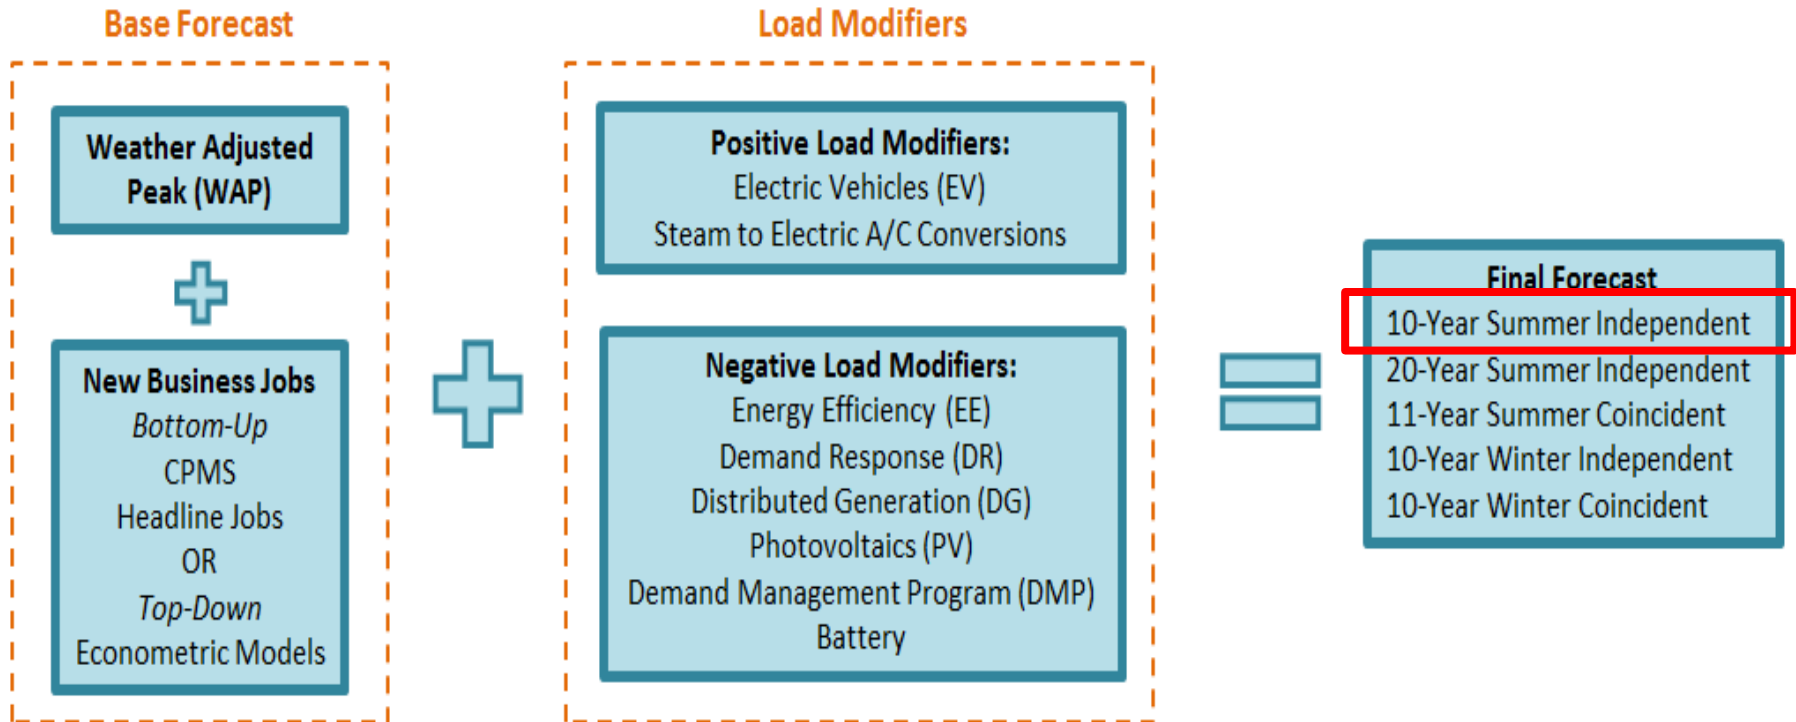 Base Forecast
Weather Adjusted
Peak (WAP)
New Business Jobs
Bottom-Up
CPMS
Headline Jobs
OR
Top-Down
Econometric Models
Load Modifiers
Positive Load Modifiers:
Electric Vehicles (EV)
Steam to Electric A/C Conversions
Negative Load Modifiers:
Energy Efficiency (EE)
Demand Response (DR)
Distributed Generation (DG)
Photovoltaics (PV)
Demand Management Program (DMP)
Battery
Final Forecast
10-Year Summer Independent
20-Year Summer Independent
11-Year Summer Coincident
10-Year Winter Independent
10-Year Winter Coincident